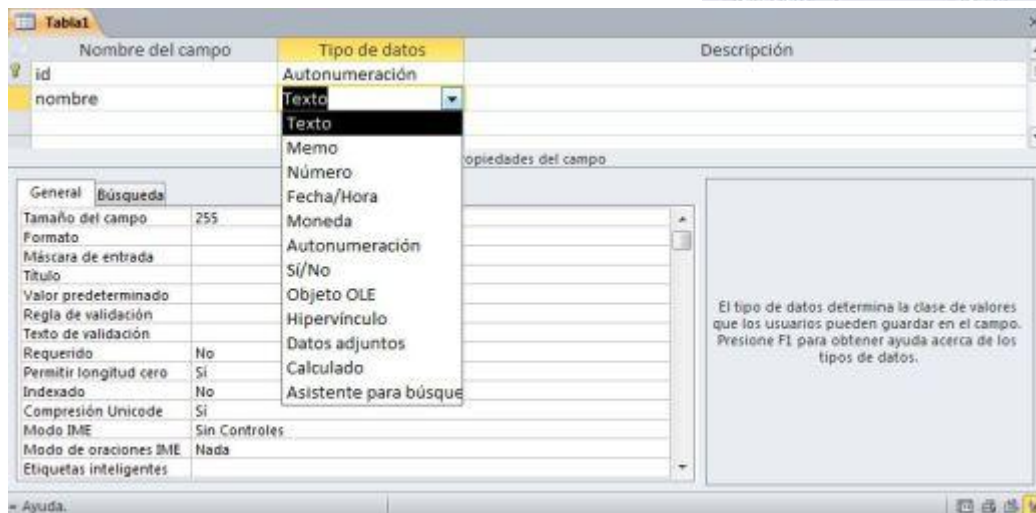 Tabla1
Nombre del campo Tipo de datos Descripción
id Autonumeración
nombre Texto
Texto
Memo
Número
Fecha/Hora
Moneda
Autonumeración
Sí/No
Objeto OLE
Hipervínculo
Datos adjuntos
Calculado
Asistente para búsque
opiedades del campo
General Búsqueda
Tamaño del campo 255
Formato
Máscara de entrada
Título
Valor predeterminado
Regla de validación
Texto de validación
Requerido No
Permitir longitud cero Sí
Indexado No
Compresión Unicode Sí
Modo IME Sin Controles
Modo de oraciones IME Nada
Etiquetas inteligentes
El tipo de datos determina la clase de valores
que los usuarios pueden guardar en el campo.
Presione F1 para obtener ayuda acerca de los
tipos de datos.
= Ayuda.